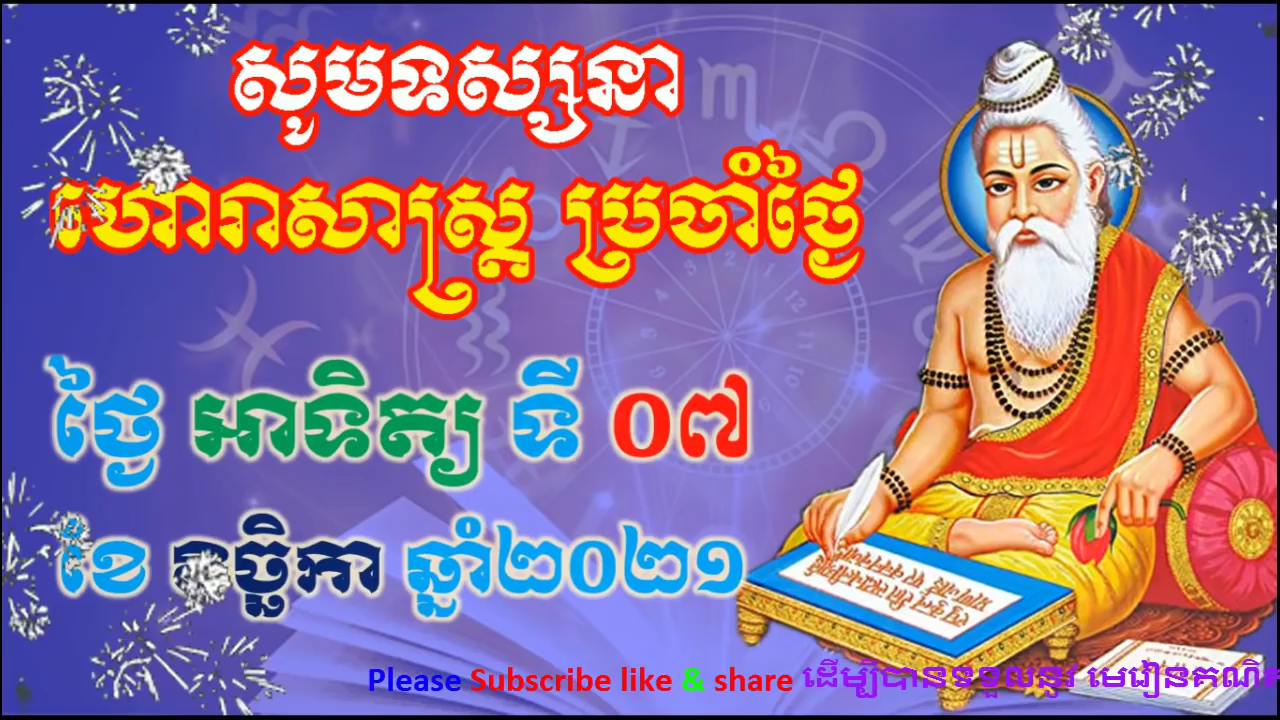 សូមទស្សនា
ហោរាសាស្ត្រ ប្រចាំថ្ងៃ
ថ្ងៃ អាទិត្យ ទី ០៧
ខែ វិច្ឆិកា ឆ្នាំ២០២១
Please Subscribe like & share ដើម្បីបានទទួលនូវ មេរៀនគណិត